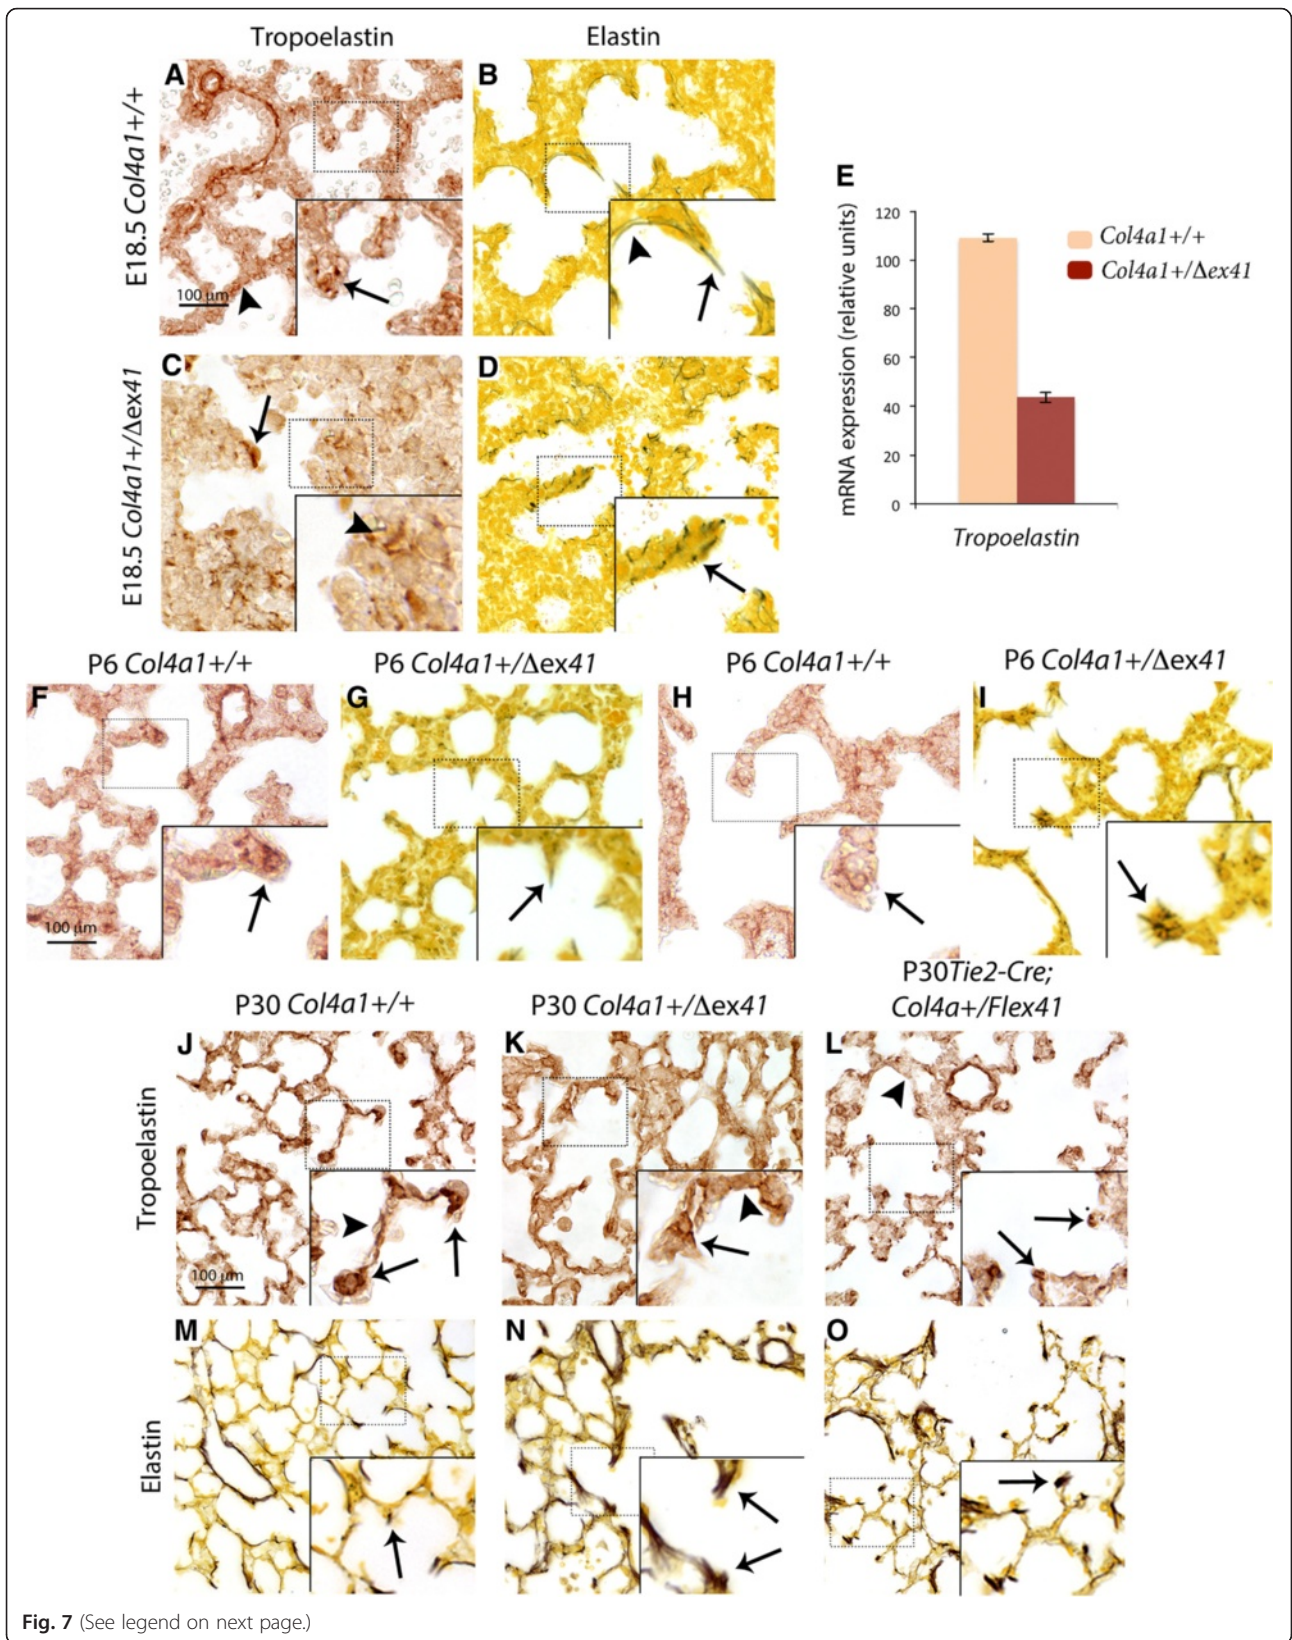 Tropoelastin
Elastin
E18.5 Col4a1+/+
A
B
100 µm
E
mRNA expression (relative units)
120
100
80
60
40
20
0
Col4a1+/+
Col4a1+/Δex41
Tropoelastin
E18.5 Col4a1+/Δex41
C
D
P6 Col4a1+/+
P6 Col4a1+/Δex41
P6 Col4a1+/+
P6 Col4a1+/Δex41
F
G
H
I
100 µm
P30 Col4a1+/+
P30 Col4a1+/Δex41
P30Tie2-Cre;
Col4a+/Flex41
Tropoelastin
J
K
L
100 µm
Elastin
M
N
O
Fig. 7 (See legend on next page.)